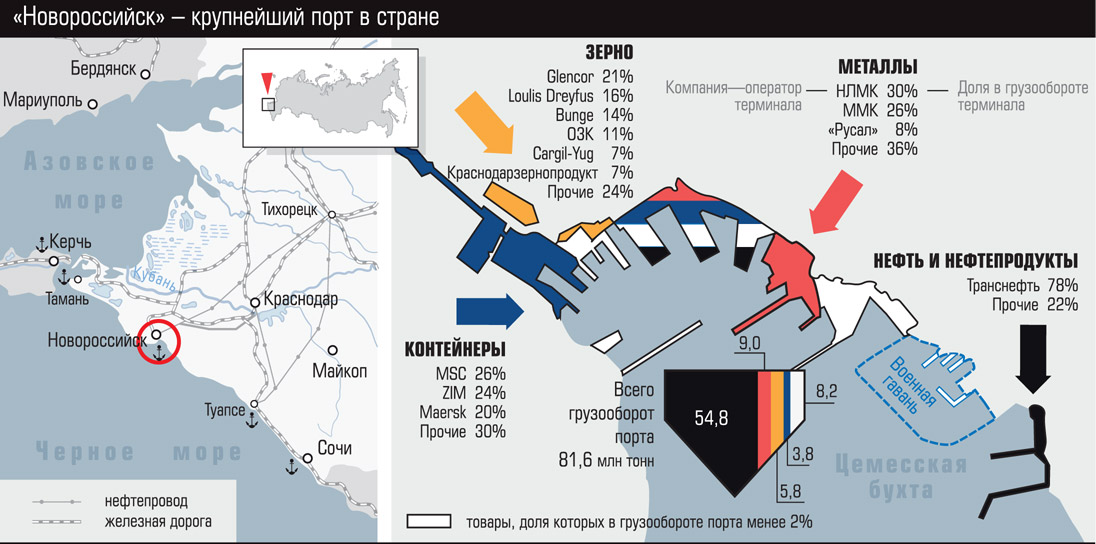 «Новороссийск» – крупнейший порт в стране
Бердянск
Мариуполь
Азовское
море
Керчь
Тамань
Кубань
Тихорецк
Краснодар
Новороссийск
Майкоп
Туапсе
Сочи
Черное море
нефтепровод
железная дорога
ЗЕРНО
Glencor 21%
Loulis Dreyfus 16%
Bunge 14%
ОЗК 11%
Cargil-Yug 7%
Краснодарзернопродукт 7%
Прочие 24%
МЕТАЛЛЫ
Компания—оператор
терминала
НЛМК 30%
ММК 26%
«Русал» 8%
Прочие 36%
Доля в грузообороте
терминала
НЕФТЬ И НЕФТЕПРОДУКТЫ
Транснефть 78%
Прочие 22%
КОНТЕЙНЕРЫ
MSC 26%
ZIM 24%
Maersk 20%
Прочие 30%
Всего
грузооборот
порта
81,6 млн тонн
54,8
9,0
8,2
3,8
5,8
Военная
гавань
Цемесская
бухта
товары, доля которых в грузообороте порта менее 2%